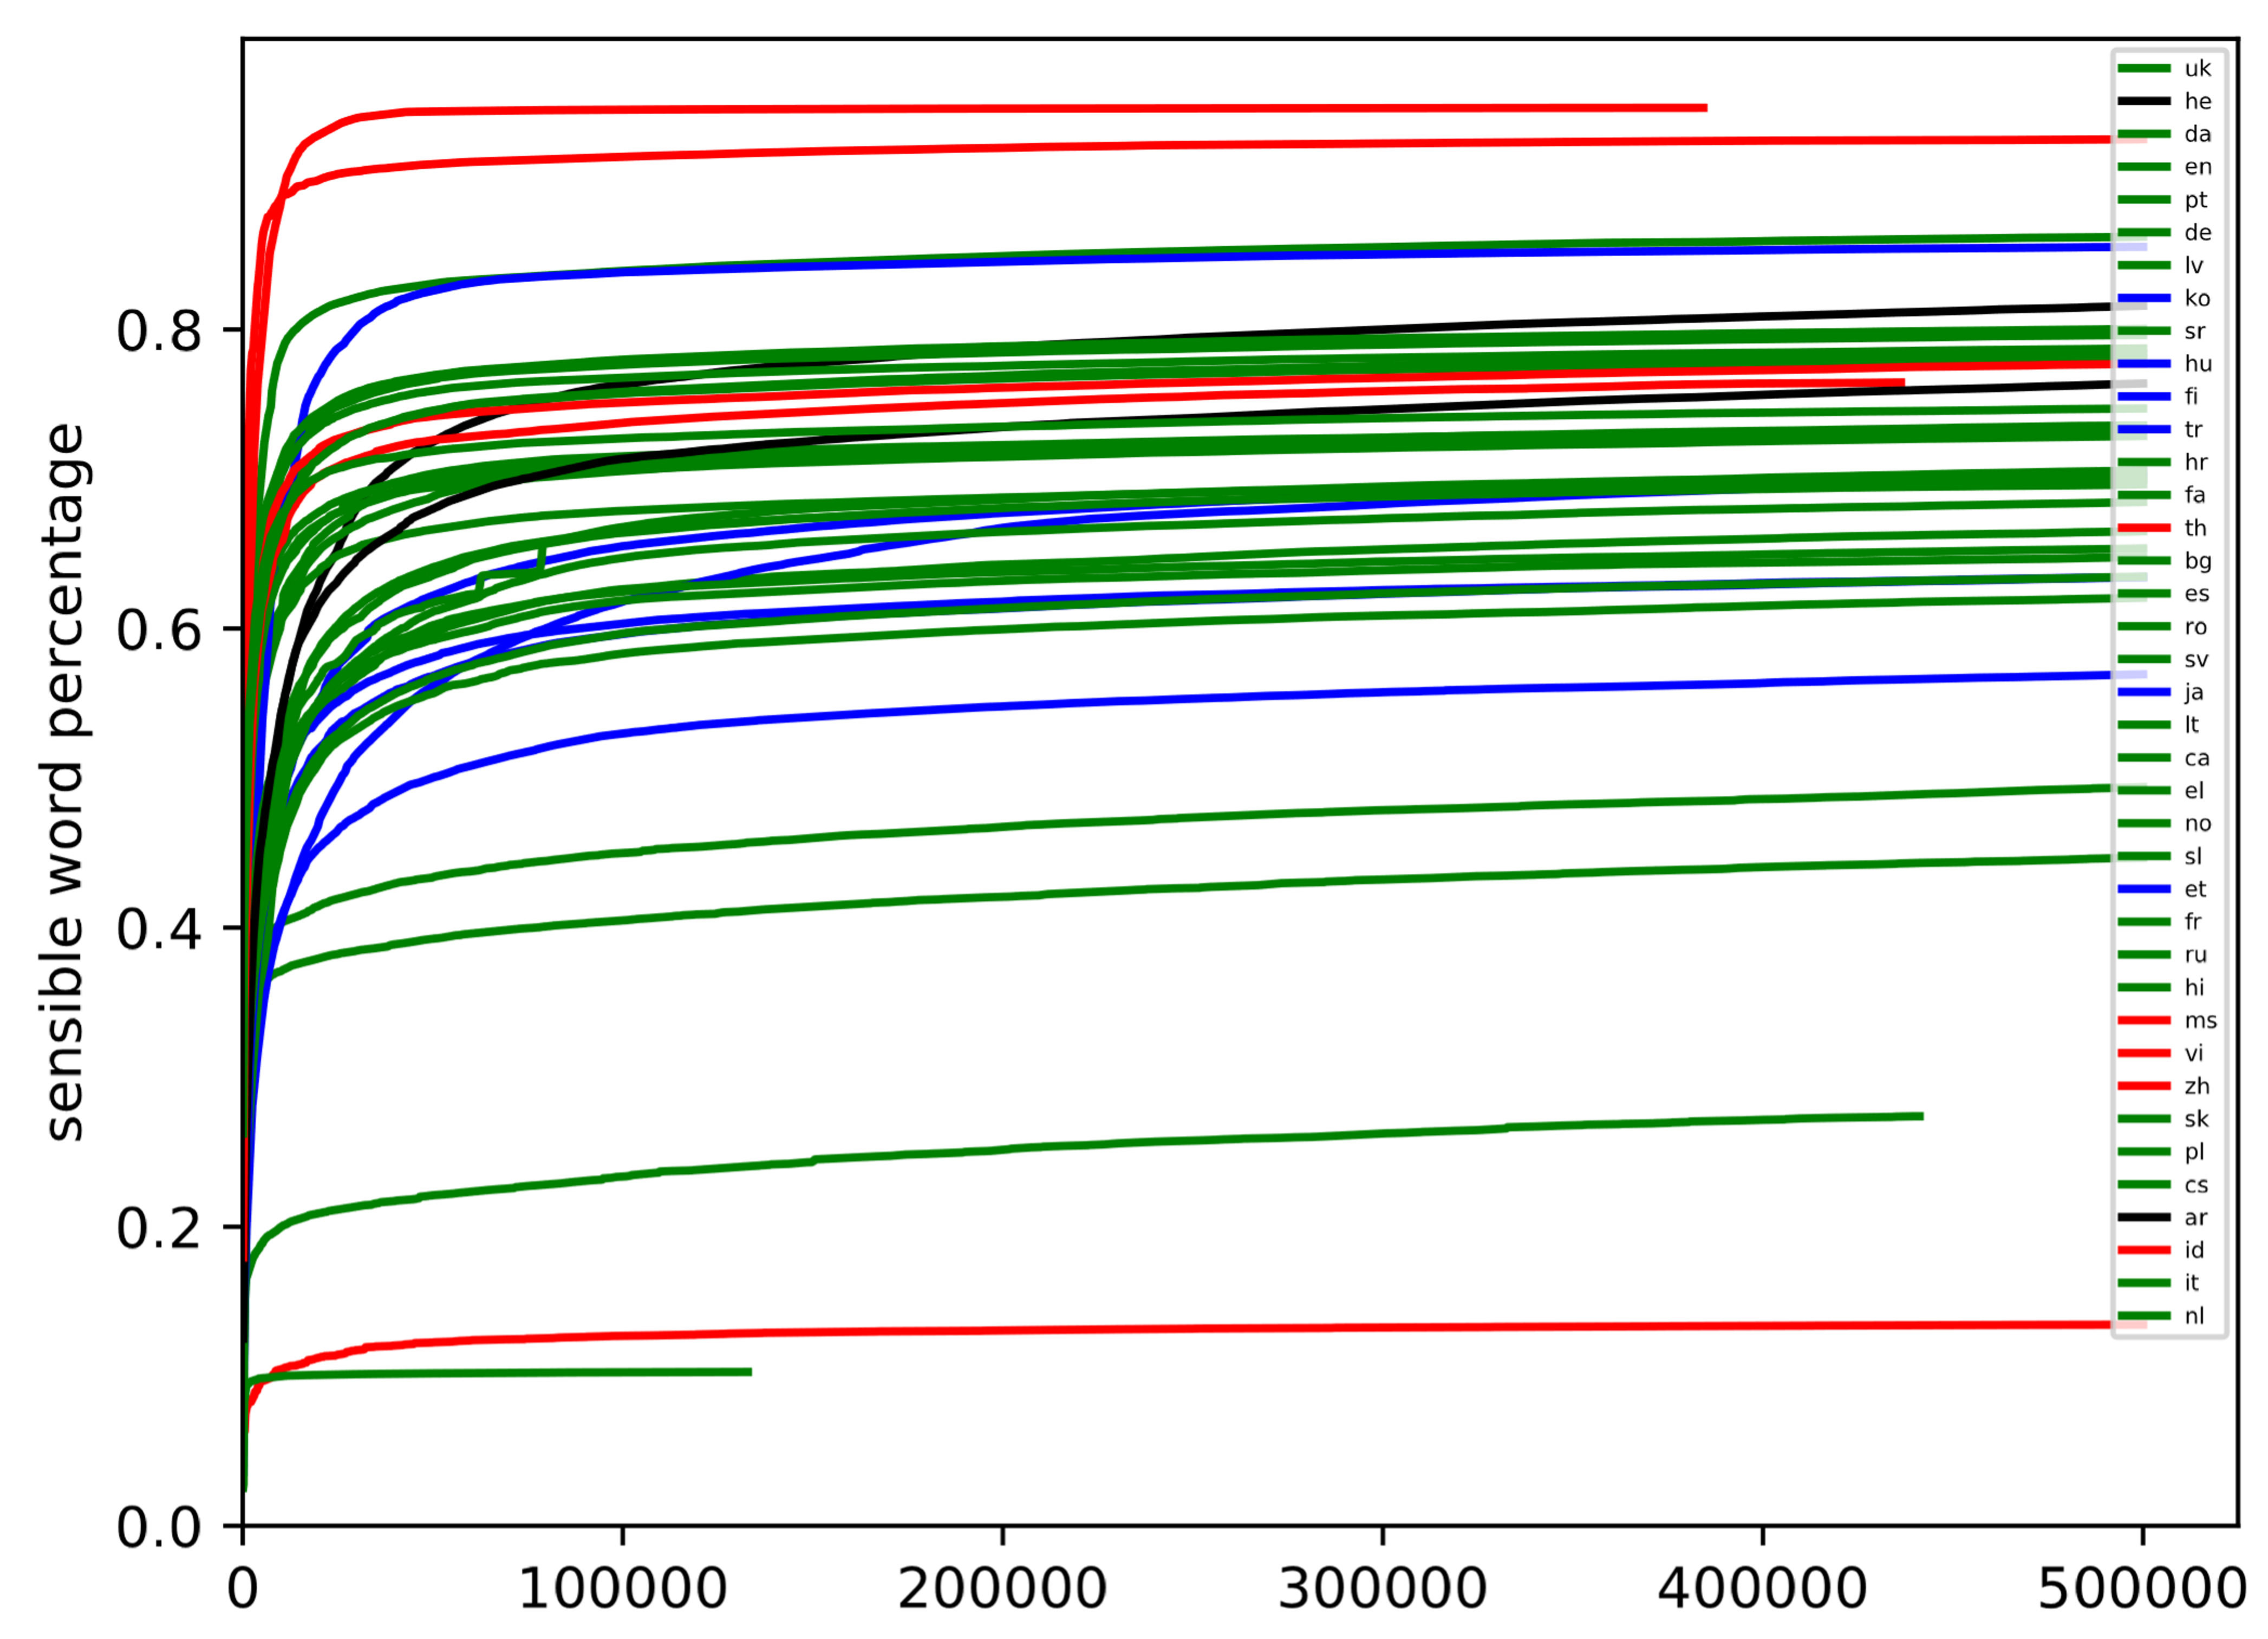 sensible word percentage
0.8
0.6
0.4
0.2
0.0
0
100000
200000
300000
400000
500000
uk
he
da
en
pt
de
lv
ko
sr
hu
fi
tr
hr
fa
th
bg
es
ro
sv
ja
lt
ca
el
no
sl
et
fr
ru
hi
ms
vi
zh
sk
pl
cs
ar
id
it
nl